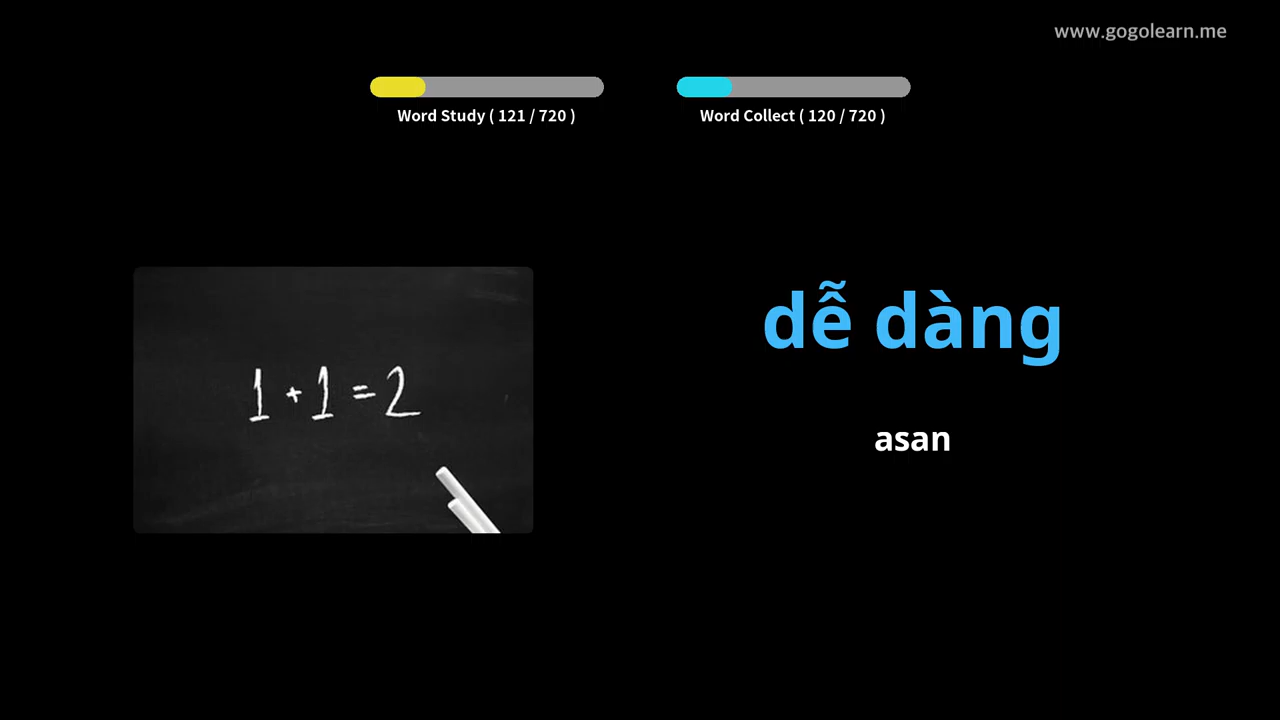 www.gogolearn.me
Word Study ( 121 / 720 )
Word Collect ( 120 / 720 )
1 + 1 = 2
dễ dàng
asan